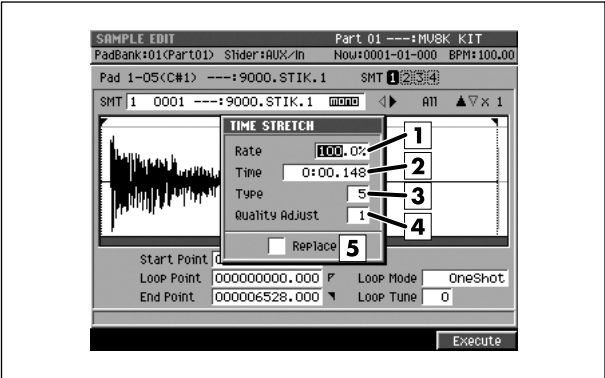 SAMPLE EDIT Part 01 ---:MV8K KIT
PadBank:01(Part01) Slider:AUX/In Now:0001-01-000 BPM:100.00
Pad 1-05(C#1) ---:9000.STIK.1 SMT 1 2 3 4
SMT 1 0001 ---:9000.STIK.1 mono ◁▶ All ▲▽× 1
TIME STRETCH
Rate 100.0% 1
Time 0:00.148 2
Type 5 3
Quality Adjust 1 4
Replace 5
Start Point 0
Loop Point 000000000.000 Loop Mode OneShot
End Point 000006528.000 Loop Tune 0
Execute